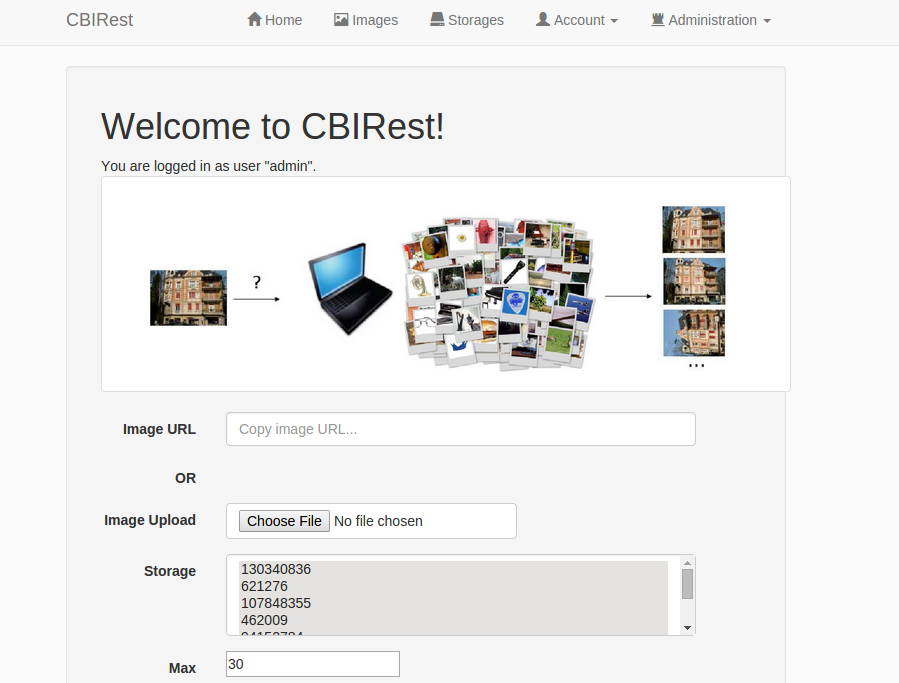 CBIRest Home Images Storages Account Administration
Welcome to CBIRest!
You are logged in as user "admin".
?
...
Image URL Copy image URL...
OR
Image Upload Choose File No file chosen
Storage 130340836
621276
107848355
462009
Max 30